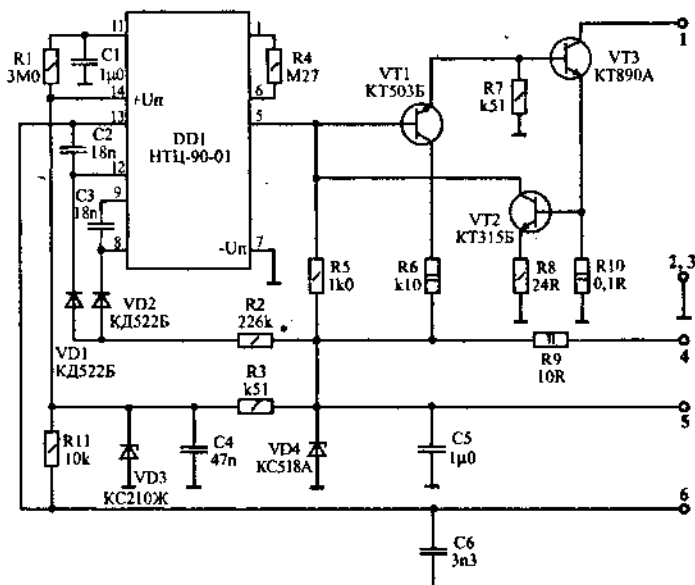 R1
3M0
C1
1µ0
11
14
+Uп
13
C2
18n
12
9
C3
18n
8
DD1
НТЦ-90-01
-Uп
1
R4
M27
6
5
7
VT1
КТ503Б
R7
k51
VT3
КТ890А
1
VT2
КТ315Б
R5
1k0
R6
k10
R8
24R
R10
0,1R
2, 3
VD2
КД522Б
VD1
КД522Б
R2
226k
R9
10R
4
R3
k51
5
R11
10k
VD3
КС210Ж
C4
47n
VD4
КС518А
C5
1µ0
6
C6
3n3